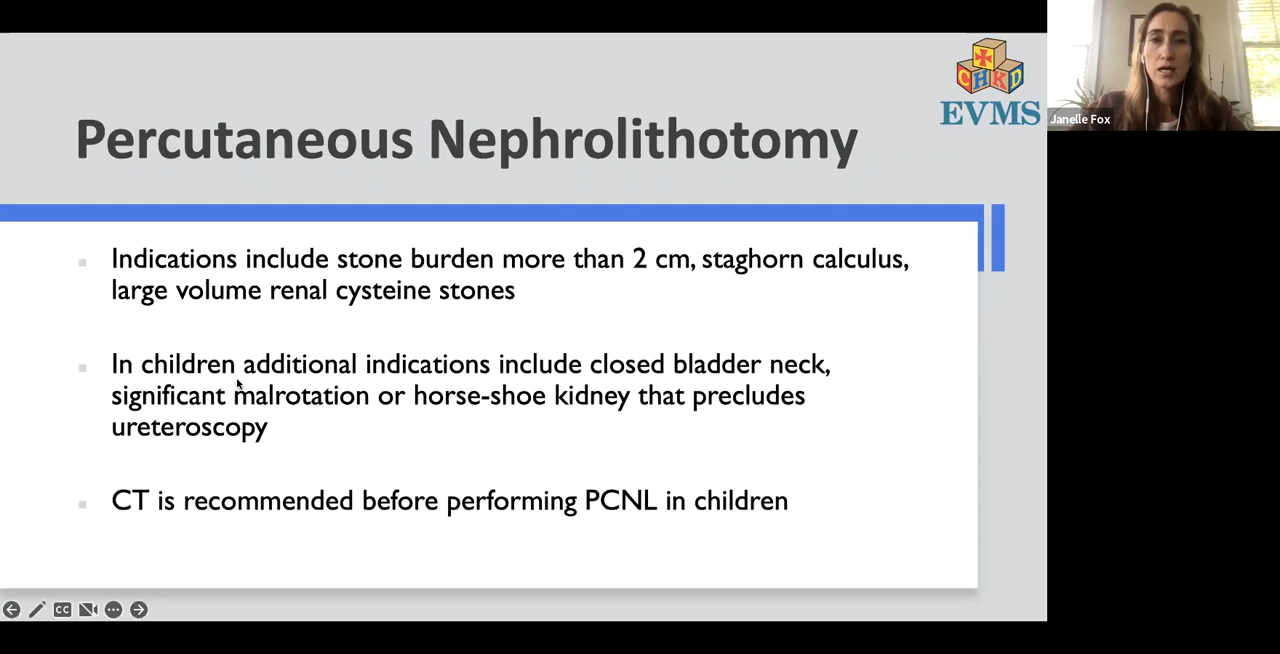 CHKD
EVMS
Janelle Fox
Percutaneous Nephrolithotomy
Indications include stone burden more than 2 cm, staghorn calculus,
large volume renal cysteine stones
In children additional indications include closed bladder neck,
significant malrotation or horse-shoe kidney that precludes
ureteroscopy
CT is recommended before performing PCNL in children
CC